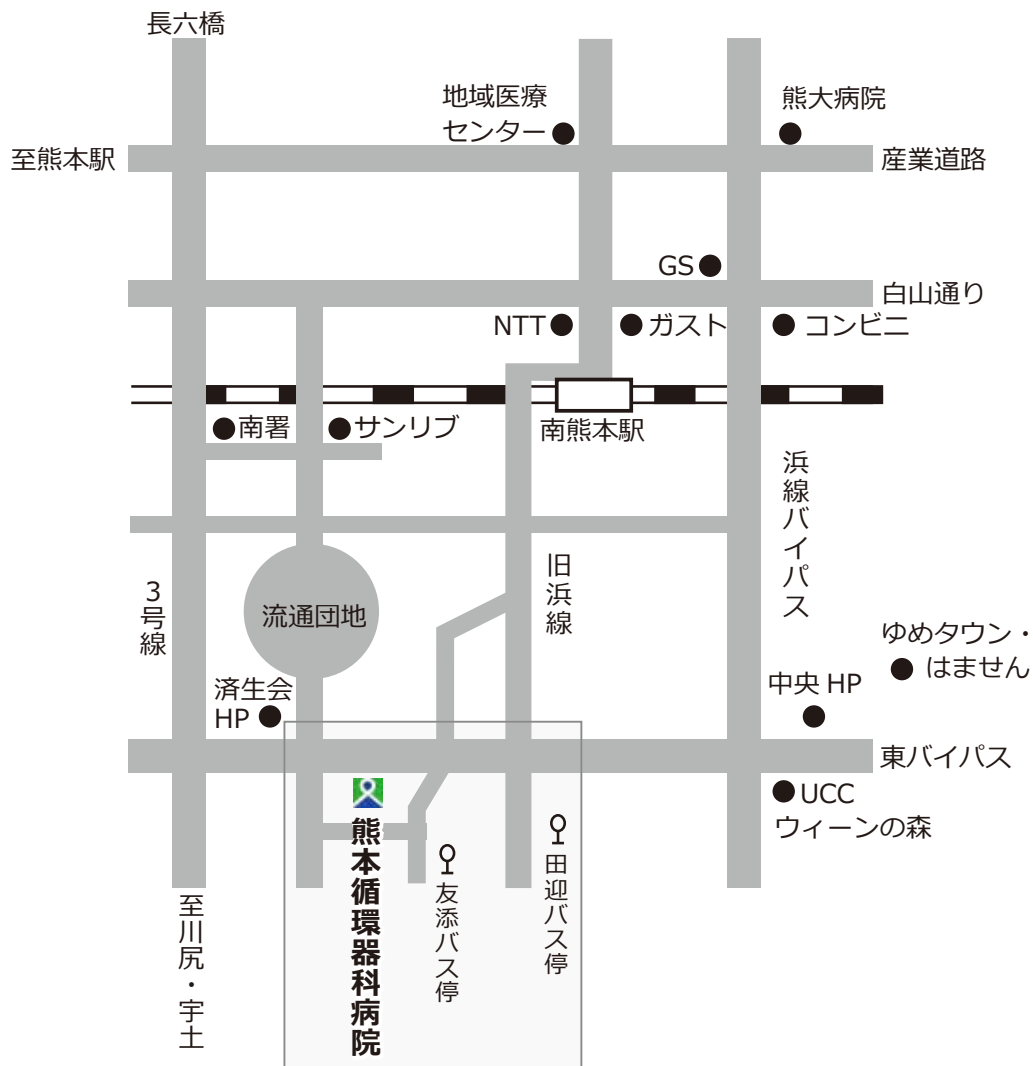 長六橋
地域医療
センター
熊大病院
至熊本駅
産業道路
GS
白山通り
NTT
ガスト
コンビニ
南署
サンリブ
南熊本駅
浜線バイパス
3号線
流通団地
旧浜線
ゆめタウン・
はません
済生会
HP
中央 HP
東バイパス
UCC
ウィーンの森
熊本循環器科病院
友添バス停
田迎バス停
至川尻・宇土